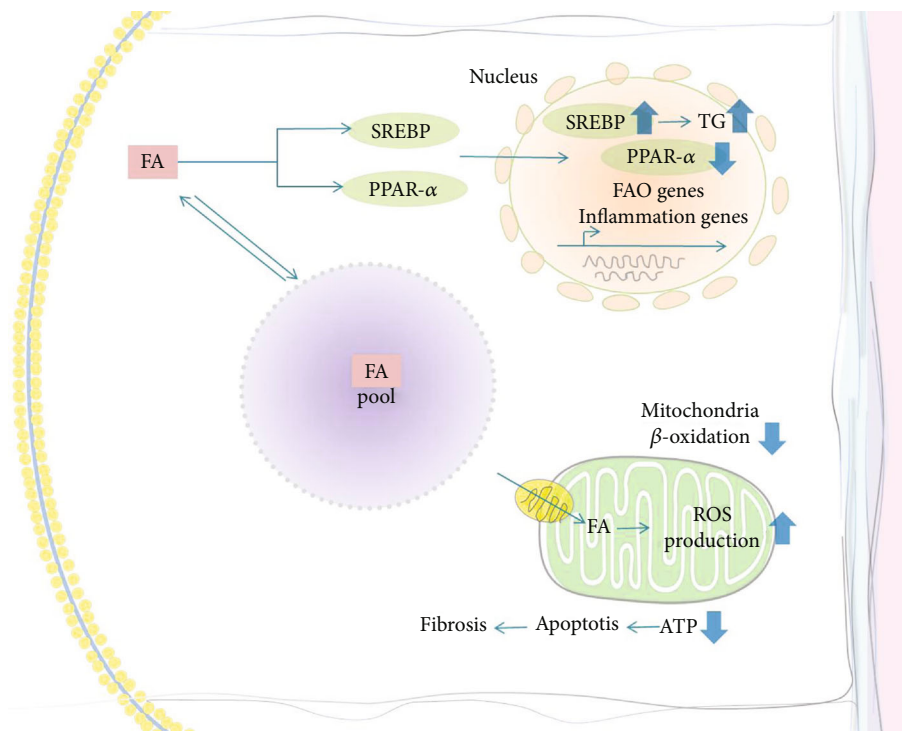 Nucleus
SREBP
TG
SREBP
FA
PPAR-α
PPAR-α
FAO genes
Inflammation genes
FA
pool
Mitochondria
β-oxidation
FA
ROS
production
Fibrosis
Apoptotis
ATP